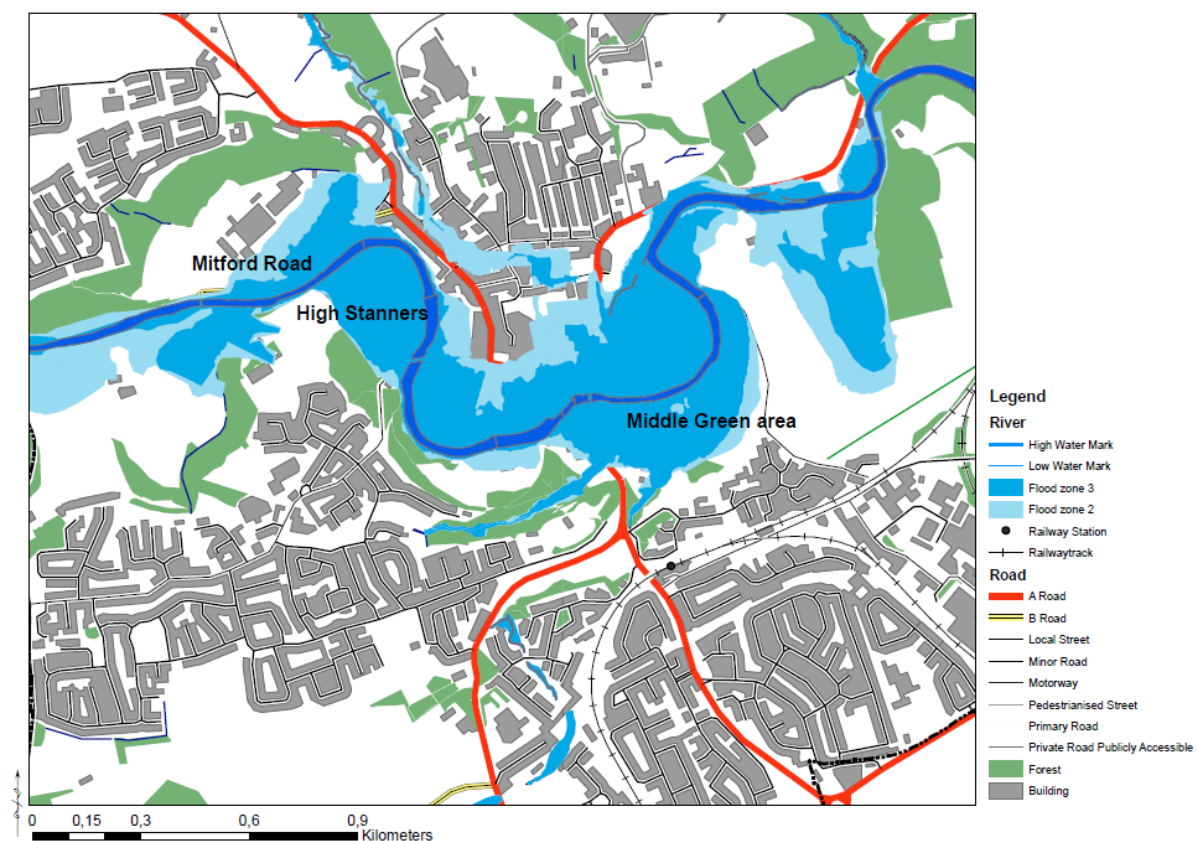 Mitford Road
High Stanners
Middle Green area
Legend
River
High Water Mark
Low Water Mark
Flood zone 3
Flood zone 2
Railway Station
Railwaytrack
Road
A Road
B Road
Local Street
Minor Road
Motorway
Pedestrianised Street
Primary Road
Private Road Publicly Accessible
Forest
Building
0 0,15 0,3 0,6 0,9
Kilometers